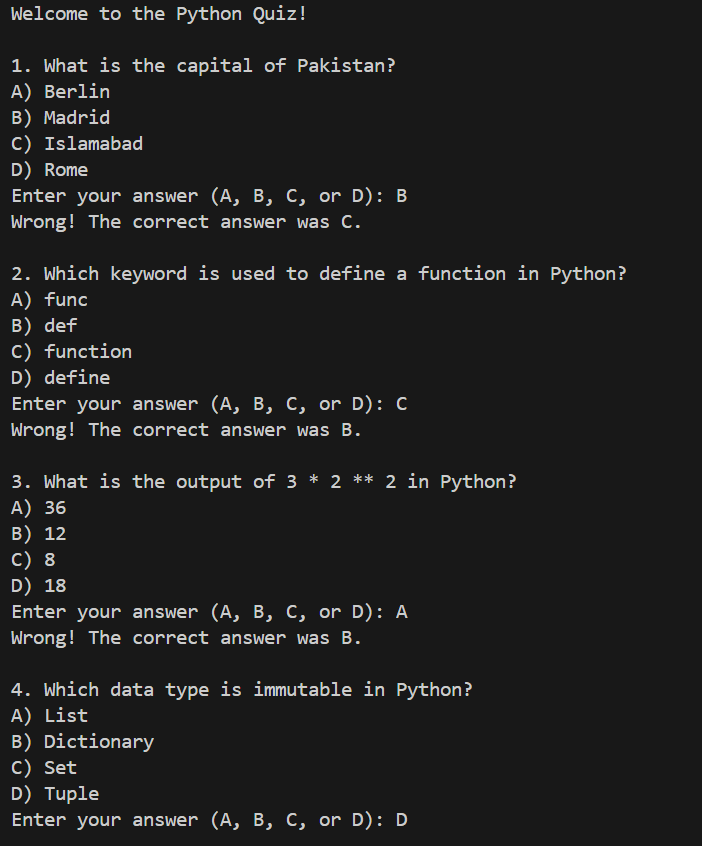 Welcome to the Python Quiz!
1. What is the capital of Pakistan?
A) Berlin
B) Madrid
C) Islamabad
D) Rome
Enter your answer (A, B, C, or D): B
Wrong! The correct answer was C.
2. Which keyword is used to define a function in Python?
A) func
B) def
C) function
D) define
Enter your answer (A, B, C, or D): C
Wrong! The correct answer was B.
3. What is the output of 3 * 2 ** 2 in Python?
A) 36
B) 12
C) 8
D) 18
Enter your answer (A, B, C, or D): A
Wrong! The correct answer was B.
4. Which data type is immutable in Python?
A) List
B) Dictionary
C) Set
D) Tuple
Enter your answer (A, B, C, or D): D